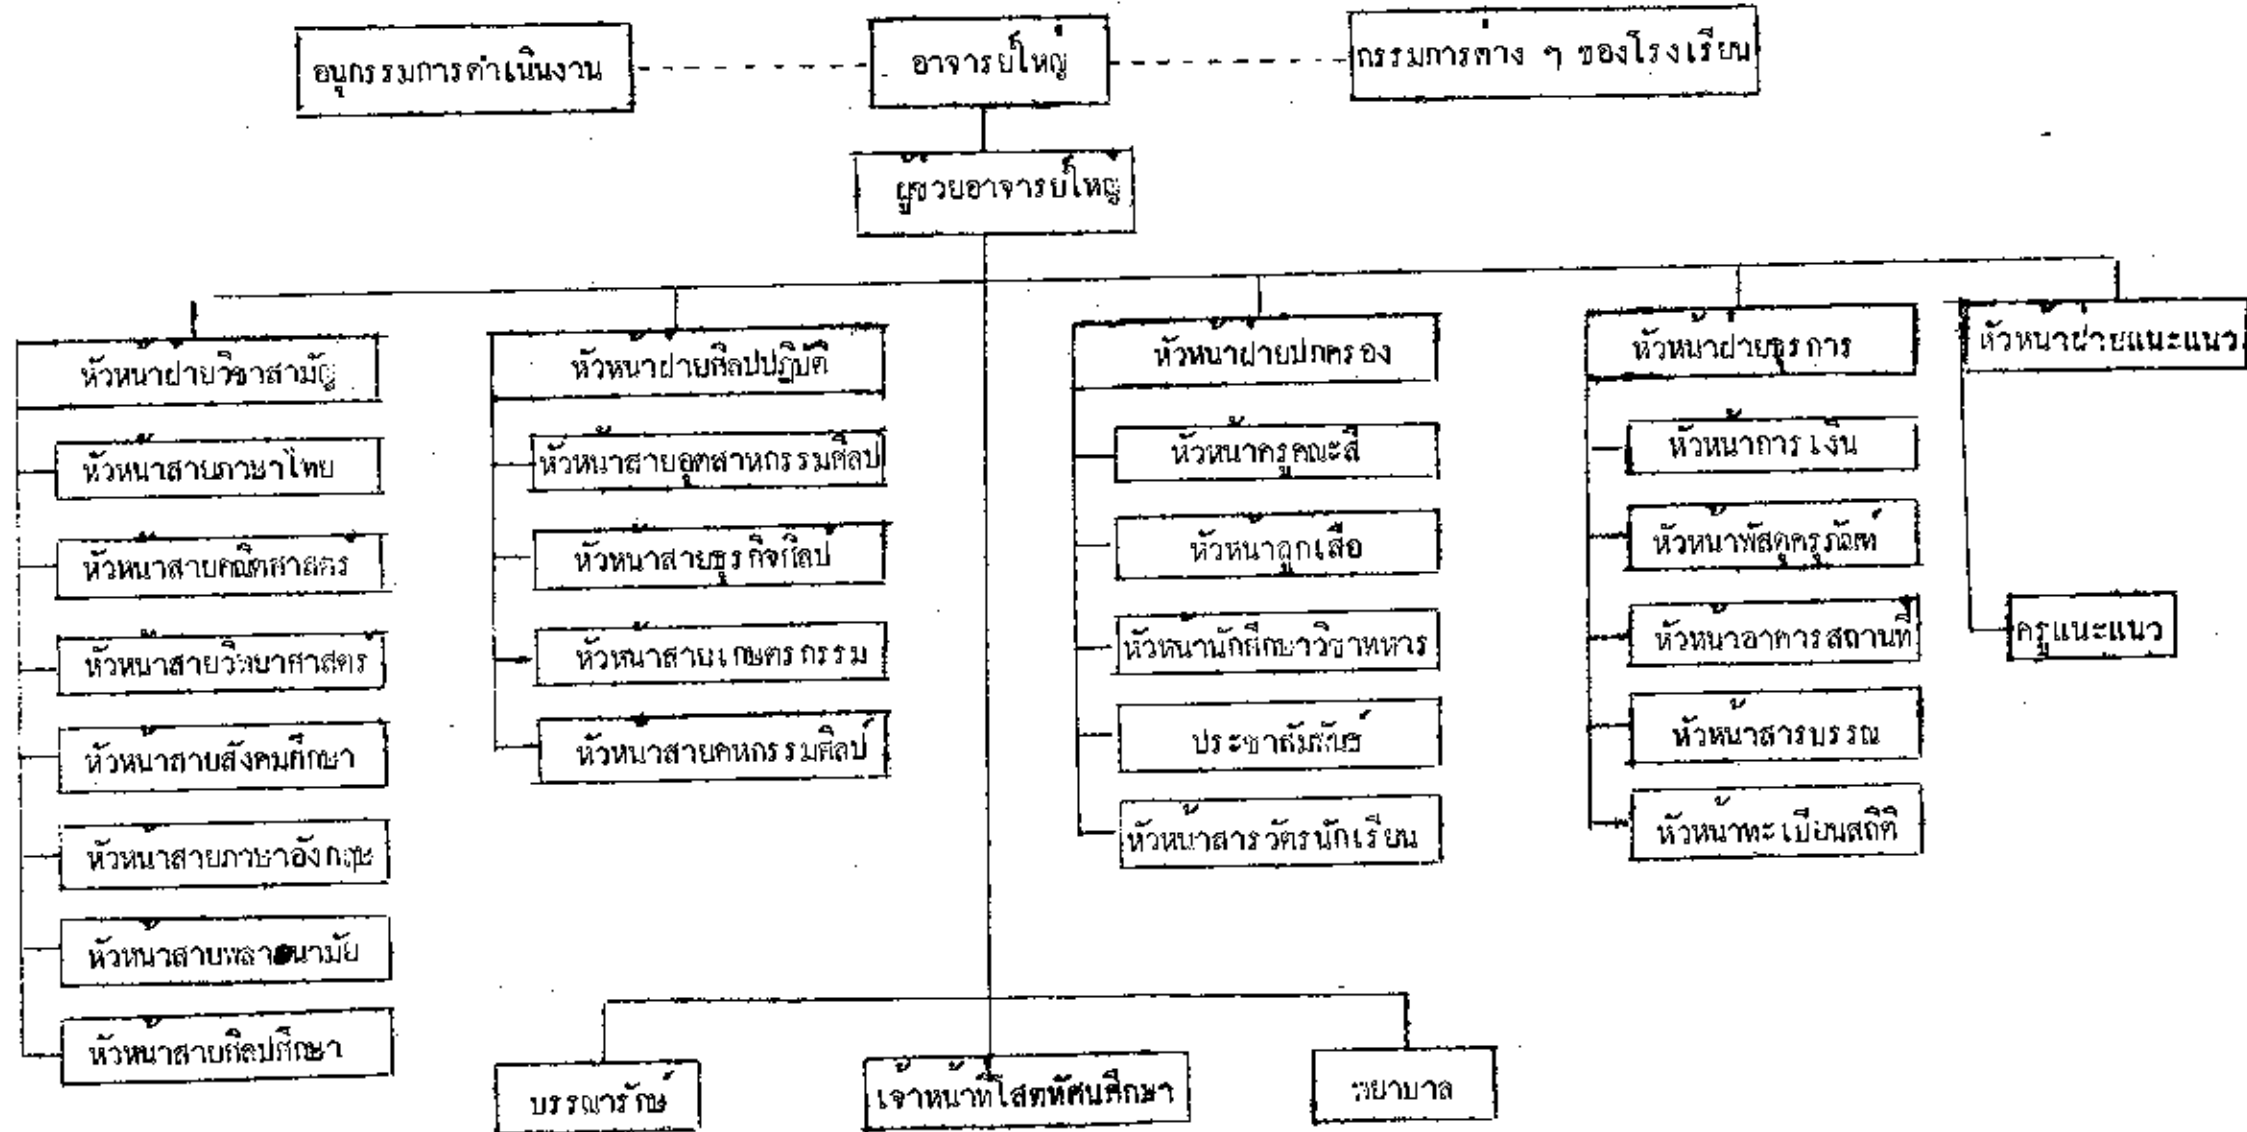 อนุกรรมการดำเนินงาน
อาจารย์ใหญ่
กรรมการต่าง ๆ ของโรงเรียน
ผู้ช่วยอาจารย์ใหญ่
หัวหน้าฝ่ายวิชาสามัญ
หัวหน้าฝ่ายศิลปปฏิบัติ
หัวหน้าฝ่ายปกครอง
หัวหน้าฝ่ายธุรการ
หัวหน้าฝ่ายแนะแนว
หัวหน้าสายภาษาไทย
หัวหน้าสายคณิตศาสตร์
หัวหน้าสายวิทยาศาสตร์
หัวหน้าสายสังคมศึกษา
หัวหน้าสายภาษาอังกฤษ
หัวหน้าสายพลานามัย
หัวหน้าสายศิลปศึกษา
หัวหน้าสายอุตสาหกรรมศิลป
หัวหน้าสายธุรกิจศิลป์
หัวหน้าสายเกษตรกรรม
หัวหน้าสายคหกรรมศิลป์
หัวหน้าครูคณะสี
หัวหน้าลูกเสือ
หัวหน้านักศึกษาวิชาทหาร
ประชาสัมพันธ์
หัวหน้าสารวัตรนักเรียน
หัวหน้าการเงิน
หัวหน้าพัสดุครุภัณฑ์
หัวหน้าอาคารสถานที่
หัวหน้าสารบรรณ
หัวหน้าทะเบียนสถิติ
ครูแนะแนว
บรรณารักษ์
เจ้าหน้าที่โสตทัศนศึกษา
พยาบาล